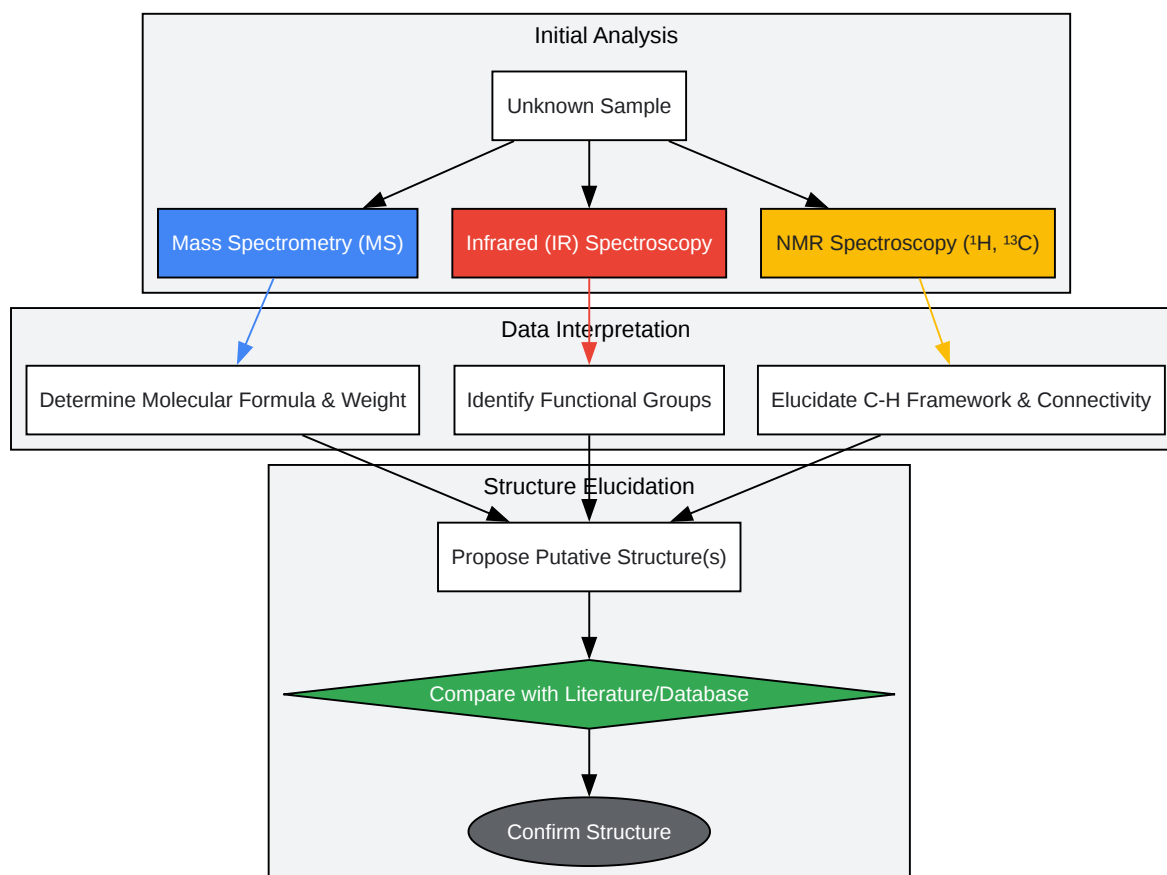 Initial Analysis
Unknown Sample
Mass Spectrometry (MS)
Infrared (IR) Spectroscopy
NMR Spectroscopy (¹H, ¹³C)
Data Interpretation
Determine Molecular Formula & Weight
Identify Functional Groups
Elucidate C-H Framework & Connectivity
Structure Elucidation
Propose Putative Structure(s)
Compare with Literature/Database
Confirm Structure